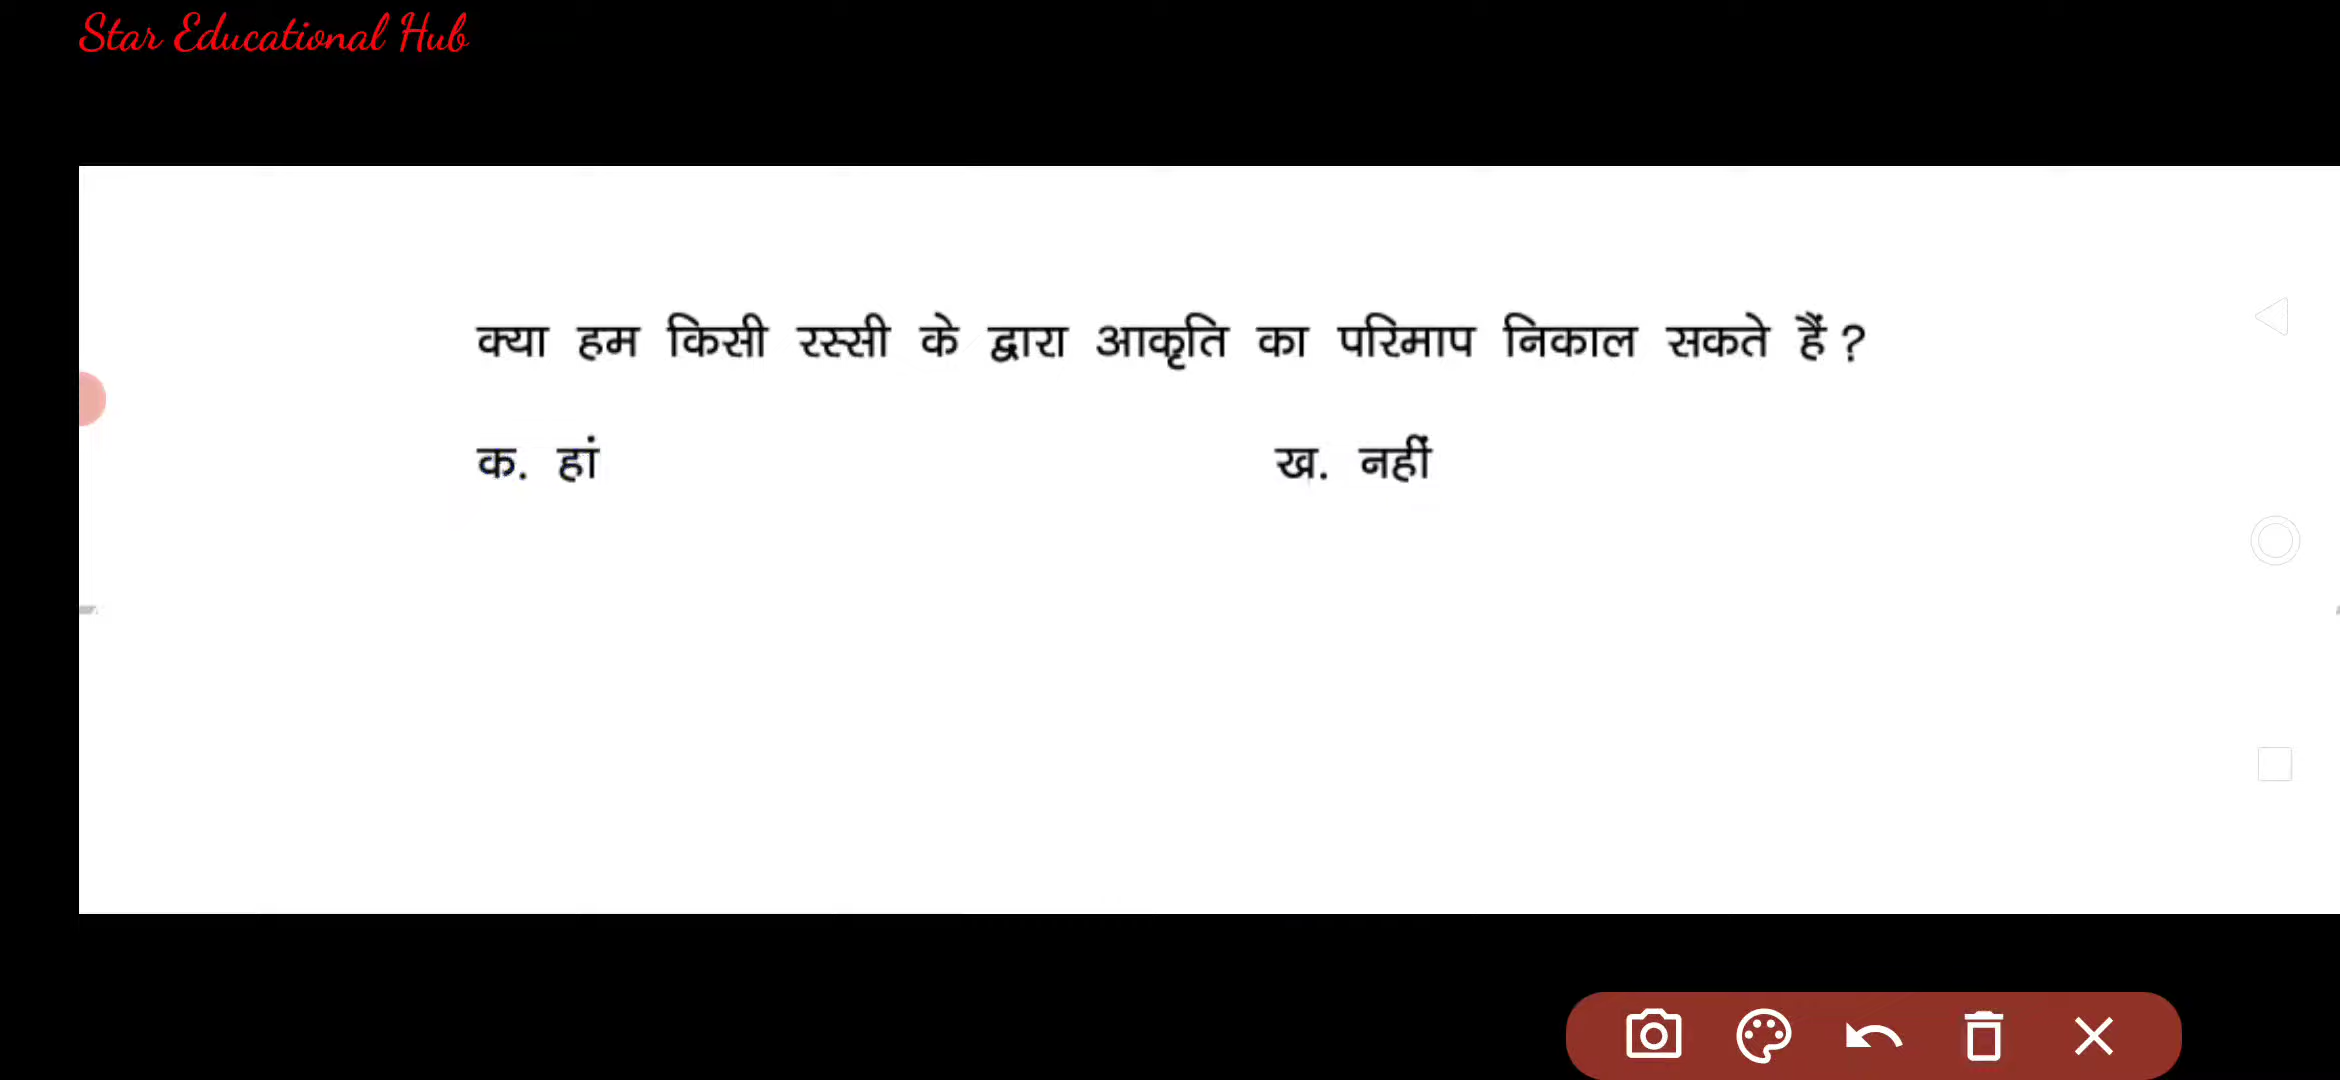 Star Educational Hub
क्या हम किसी रस्सी के द्वारा आकृति का परिमाप निकाल सकते हैं ?
क. हां ख. नहीं